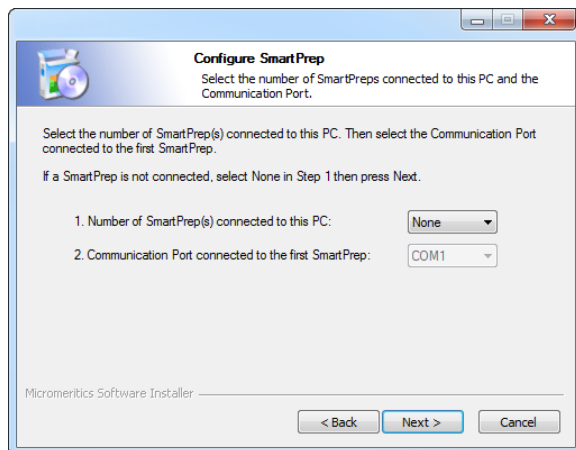 Configure SmartPrep
Select the number of SmartPreps connected to this PC and the
Communication Port.
Select the number of SmartPrep(s) connected to this PC. Then select the Communication Port
connected to the first SmartPrep.
If a SmartPrep is not connected, select None in Step 1 then press Next.
1. Number of SmartPrep(s) connected to this PC: None
2. Communication Port connected to the first SmartPrep: COM1
Micromeritics Software Installer
< Back Next > Cancel